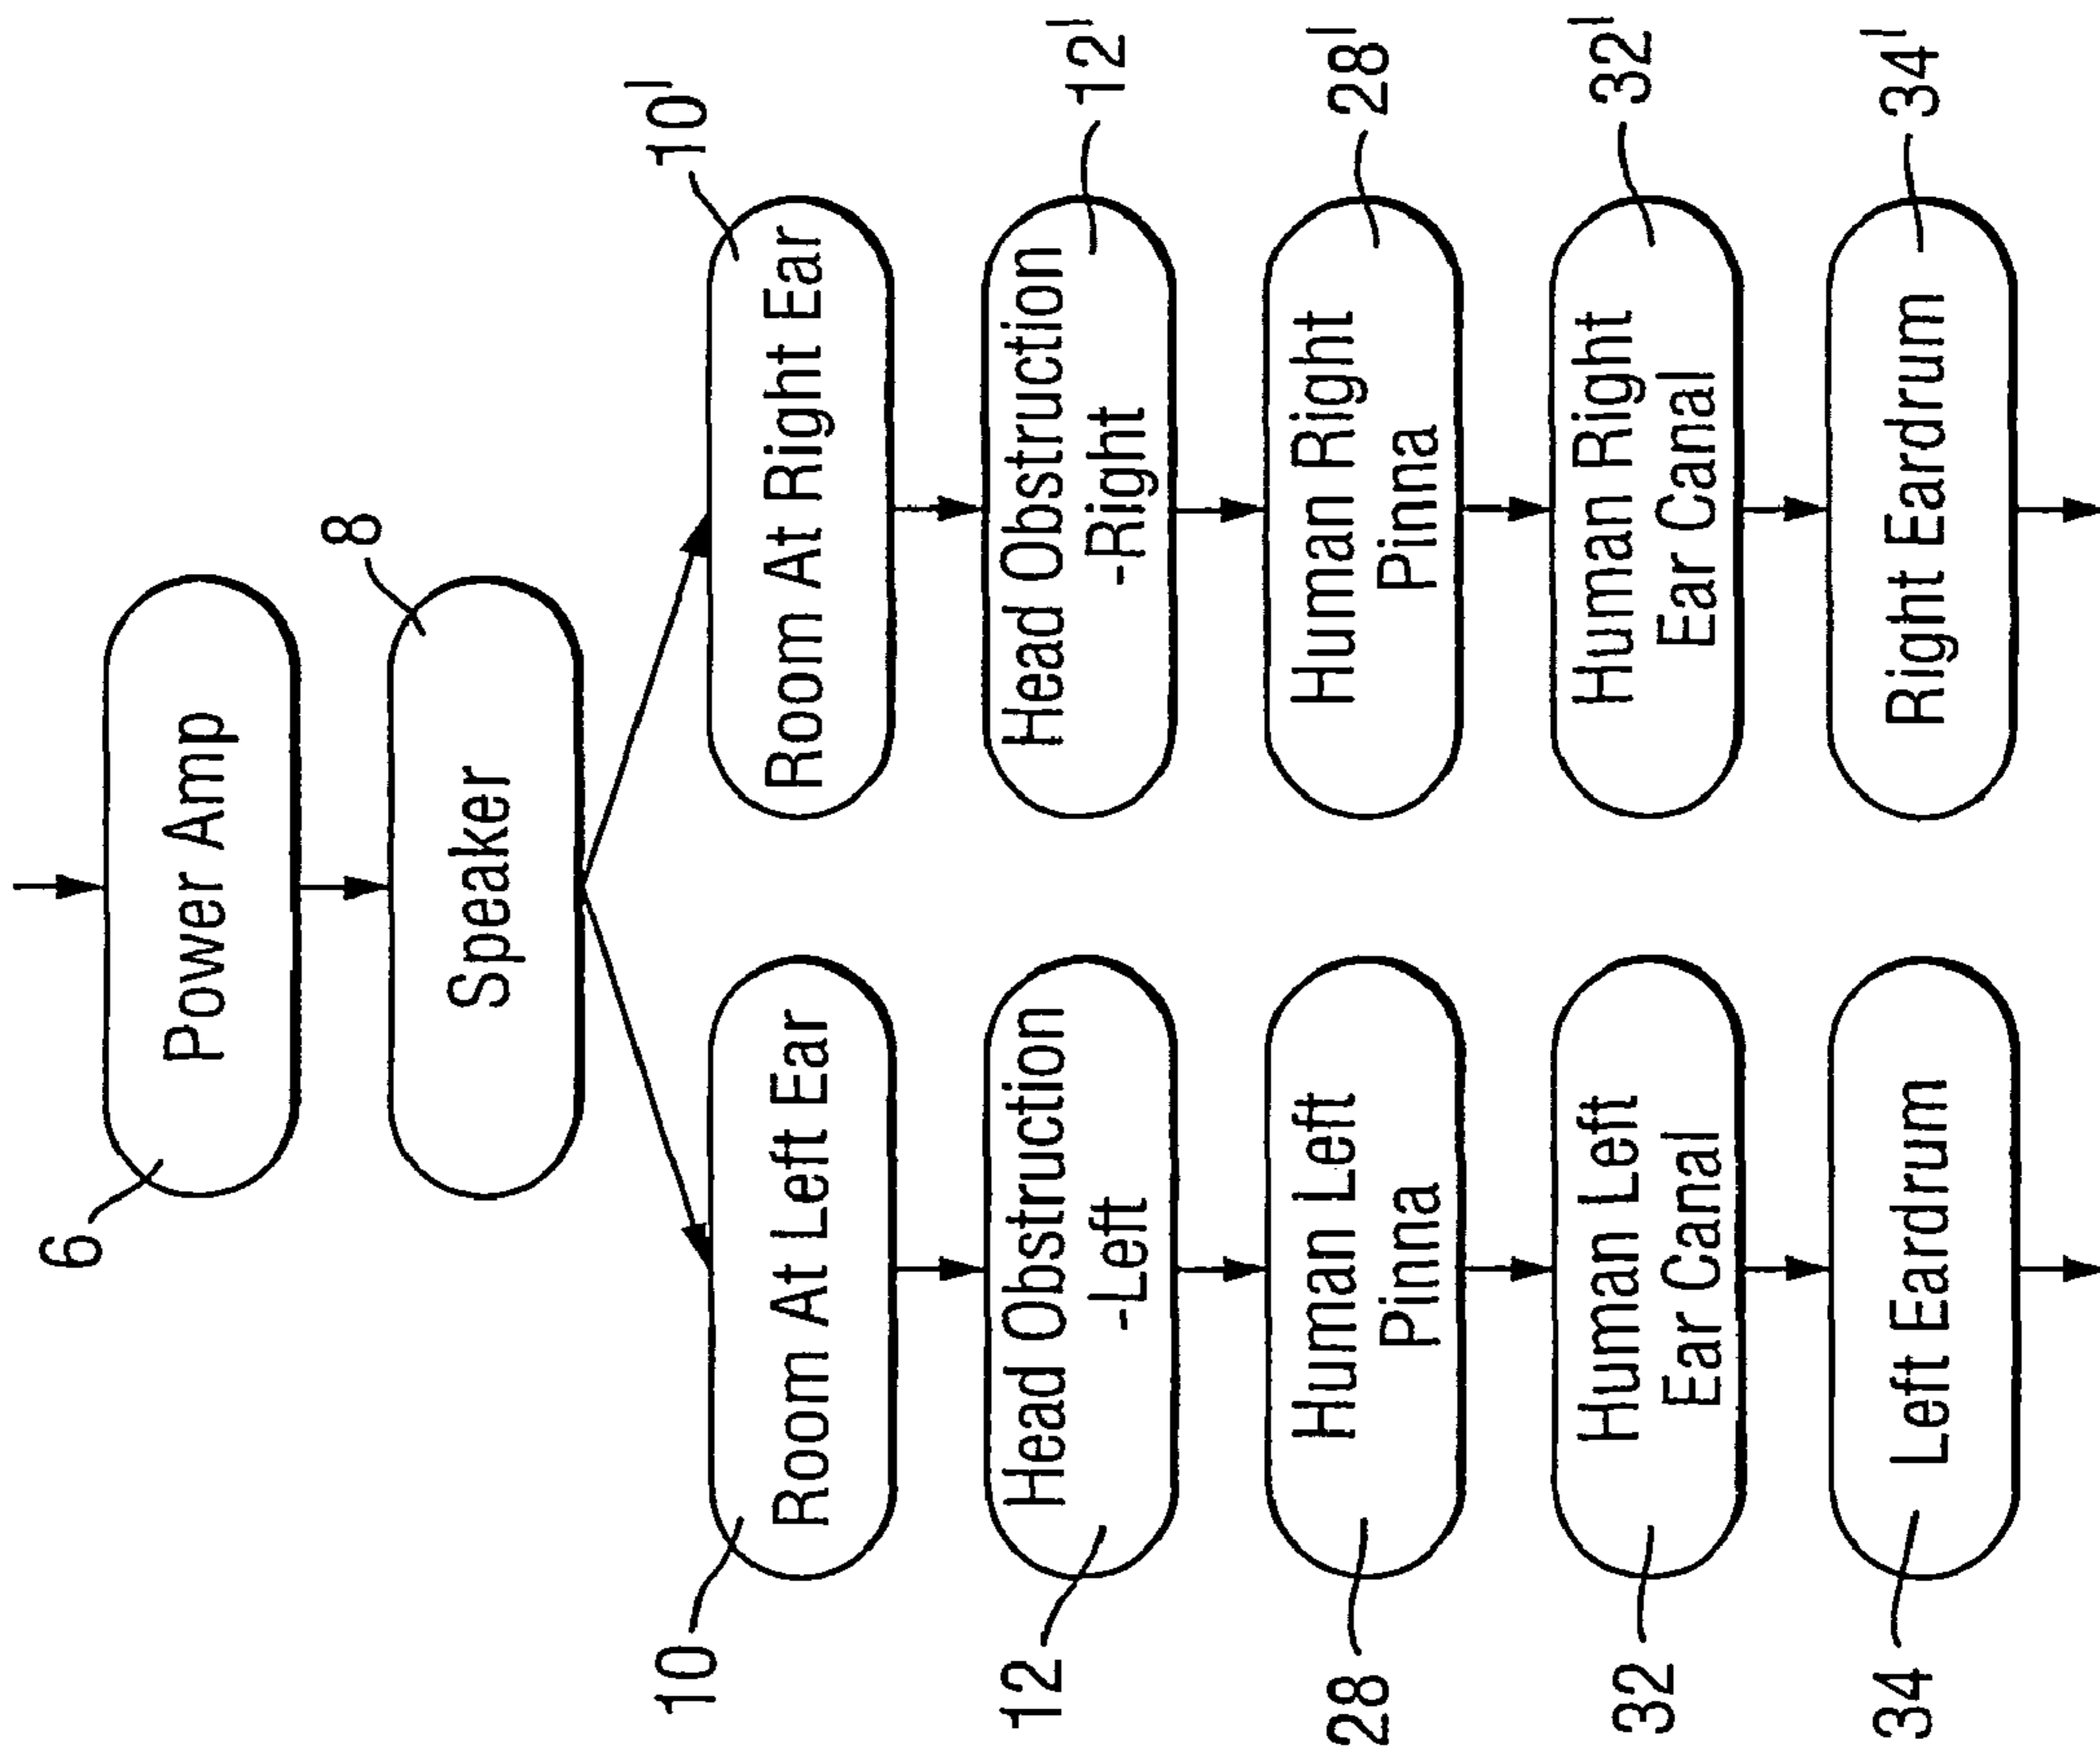 6
Power Amp
8
Speaker
10
Room At Left Ear
10'
Room At Right Ear
12
Head Obstruction
-Left
12'
Head Obstruction
-Right
28
Human Left
Pinna
28'
Human Right
Pinna
32
Human Left
Ear Canal
32'
Human Right
Ear Canal
34
Left Eardrum
34'
Right Eardrum